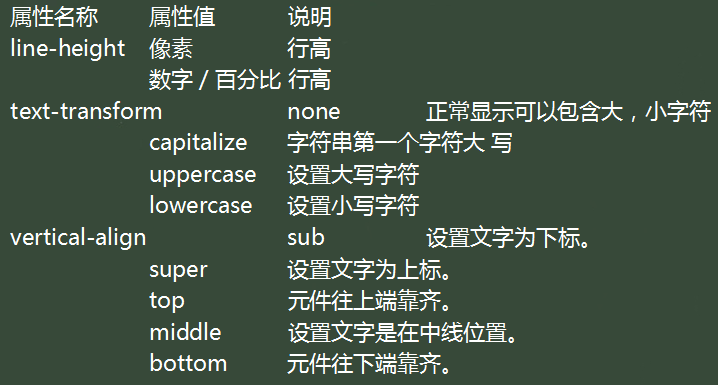 属性名称 属性值 说明
line-height 像素 行高
数字 / 百分比 行高
text-transform none 正常显示可以包含大，小字符
capitalize 字符串第一个字符大 写
uppercase 设置大写字符
lowercase 设置小写字符
vertical-align sub 设置文字为下标。
super 设置文字为上标。
top 元件往上端靠齐。
middle 设置文字是在中线位置。
bottom 元件往下端靠齐。